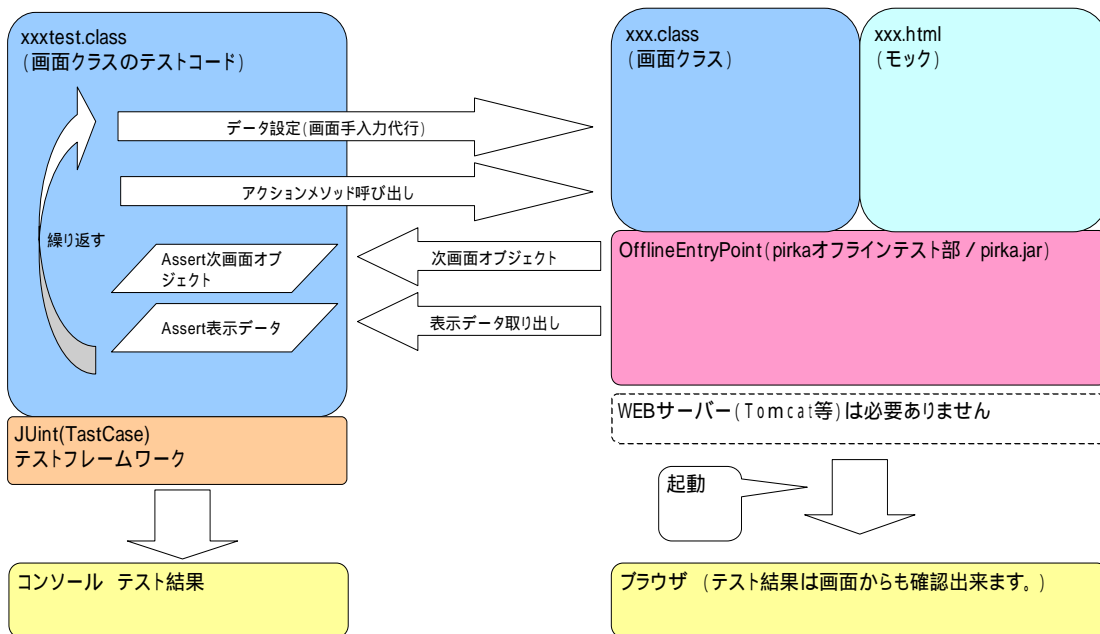 xxxtest.class
(画面クラスのテストコード)
データ設定(画面手入力代行)
アクションメソッド呼び出し
繰り返す
Assert次画面オブ
ジェクト
Assert表示データ
次画面オブジェクト
表示データ取り出し
JUint(TastCase)
テストフレームワーク
コンソール テスト結果
xxx.class
(画面クラス)
xxx.html
(モック)
OfflineEntryPoint(pirkaオフラインテスト部 / pirka.jar)
WEBサーバー(Tomcat等)は必要ありません
起動
ブラウザ (テスト結果は画面からも確認出来ます。)